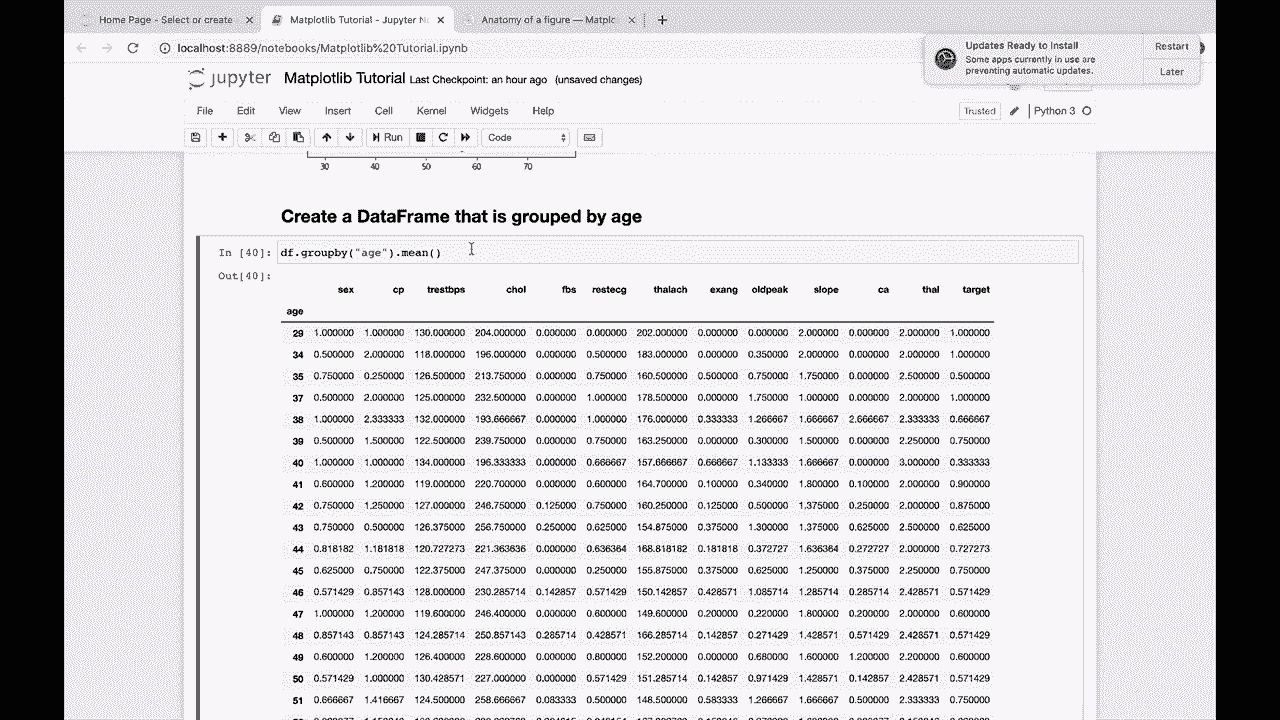 Home Page - Select or create
Matplotlib Tutorial - Jupyter N
Anatomy of a figure — Matplo
localhost:8889/notebooks/Matplotlib%20Tutorial.ipynb
Updates Ready to Install
Some apps currently in use are
preventing automatic updates.
Restart
Later
jupyter Matplotlib Tutorial Last Checkpoint: an hour ago (unsaved changes)
File Edit View Insert Cell Kernel Widgets Help
Trusted Python 3
Run Code
30 40 50 60 70
Create a DataFrame that is grouped by age
In [40]: df.groupby("age").mean()
Out[40]:
sex cp trestbps chol fbs restecg thalach exang oldpeak slope ca thal target
age
29 1.000000 1.000000 130.000000 204.000000 0.000000 0.000000 202.000000 0.000000 0.000000 2.000000 0.000000 2.000000 1.000000
34 0.500000 2.000000 118.000000 196.000000 0.000000 0.500000 183.000000 0.000000 0.350000 2.000000 0.000000 2.000000 1.000000
35 0.750000 0.250000 126.500000 213.750000 0.000000 0.750000 160.500000 0.500000 0.750000 1.750000 0.000000 2.500000 0.500000
37 0.500000 2.000000 125.000000 232.500000 0.000000 1.000000 178.500000 0.000000 1.750000 1.000000 0.000000 2.000000 1.000000
38 1.000000 2.333333 132.000000 193.666667 0.000000 1.000000 176.000000 0.333333 1.266667 1.666667 2.666667 2.333333 0.666667
39 0.500000 1.500000 122.500000 239.750000 0.000000 0.750000 163.250000 0.000000 0.300000 1.500000 0.000000 2.250000 0.750000
40 1.000000 1.000000 134.000000 196.333333 0.000000 0.666667 157.666667 0.666667 1.133333 1.666667 0.000000 3.000000 0.333333
41 0.600000 1.200000 119.000000 220.700000 0.000000 0.600000 164.700000 0.100000 0.340000 1.800000 0.100000 2.000000 0.900000
42 0.750000 1.250000 127.000000 246.750000 0.125000 0.750000 160.250000 0.125000 0.500000 1.375000 0.250000 2.000000 0.875000
43 0.750000 0.500000 126.375000 256.750000 0.250000 0.625000 154.875000 0.375000 1.300000 1.375000 0.625000 2.500000 0.625000
44 0.818182 1.181818 120.727273 221.363636 0.000000 0.636364 168.818182 0.181818 0.372727 1.636364 0.272727 2.000000 0.727273
45 0.625000 0.750000 122.375000 247.375000 0.000000 0.250000 155.875000 0.375000 0.625000 1.250000 0.375000 2.250000 0.750000
46 0.571429 0.857143 128.000000 230.285714 0.142857 0.571429 150.142857 0.428571 1.085714 1.285714 0.285714 2.428571 0.571429
47 1.000000 1.200000 119.600000 246.400000 0.000000 0.600000 149.600000 0.200000 0.220000 1.800000 0.200000 2.000000 0.600000
48 0.857143 0.857143 124.285714 250.857143 0.285714 0.428571 166.285714 0.142857 0.271429 1.428571 0.571429 2.428571 0.571429
49 0.600000 1.200000 126.400000 228.600000 0.000000 0.800000 152.200000 0.000000 0.680000 1.600000 1.200000 2.200000 0.600000
50 0.571429 1.000000 130.428571 227.000000 0.000000 0.571429 151.285714 0.142857 0.971429 1.428571 0.142857 2.428571 0.571429
51 0.666667 1.416667 124.500000 258.666667 0.083333 0.500000 148.500000 0.583333 1.266667 1.666667 0.500000 2.333333 0.750000